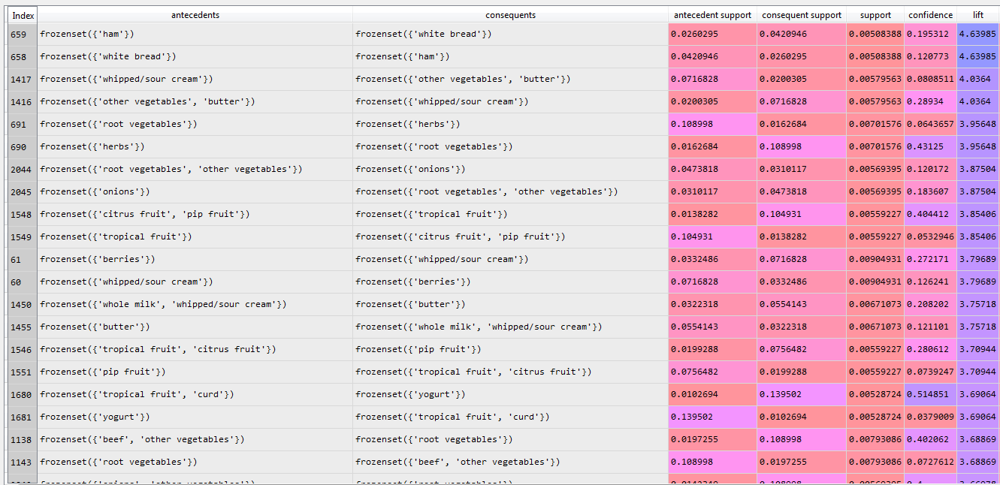 Index antecedents consequents antecedent support consequent support support confidence lift
659 frozenset({'ham'}) frozenset({'white bread'}) 0.0260295 0.0420946 0.00508388 0.195312 4.63985
658 frozenset({'white bread'}) frozenset({'ham'}) 0.0420946 0.0260295 0.00508388 0.120773 4.63985
1417 frozenset({'whipped/sour cream'}) frozenset({'other vegetables', 'butter'}) 0.0716828 0.0200305 0.00579563 0.0808511 4.0364
1416 frozenset({'other vegetables', 'butter'}) frozenset({'whipped/sour cream'}) 0.0200305 0.0716828 0.00579563 0.28934 4.0364
691 frozenset({'root vegetables'}) frozenset({'herbs'}) 0.108998 0.0162684 0.00701576 0.0643657 3.95648
690 frozenset({'herbs'}) frozenset({'root vegetables'}) 0.0162684 0.108998 0.00701576 0.43125 3.95648
2044 frozenset({'root vegetables', 'other vegetables'}) frozenset({'onions'}) 0.0473818 0.0310117 0.00569395 0.120172 3.87504
2045 frozenset({'onions'}) frozenset({'root vegetables', 'other vegetables'}) 0.0310117 0.0473818 0.00569395 0.183607 3.87504
1548 frozenset({'citrus fruit', 'pip fruit'}) frozenset({'tropical fruit'}) 0.0138282 0.104931 0.00559227 0.404412 3.85406
1549 frozenset({'tropical fruit'}) frozenset({'citrus fruit', 'pip fruit'}) 0.104931 0.0138282 0.00559227 0.0532946 3.85406
61 frozenset({'berries'}) frozenset({'whipped/sour cream'}) 0.0332486 0.0716828 0.00904931 0.272171 3.79689
60 frozenset({'whipped/sour cream'}) frozenset({'berries'}) 0.0716828 0.0332486 0.00904931 0.126241 3.79689
1450 frozenset({'whole milk', 'whipped/sour cream'}) frozenset({'butter'}) 0.0322318 0.0554143 0.00671073 0.208202 3.75718
1455 frozenset({'butter'}) frozenset({'whole milk', 'whipped/sour cream'}) 0.0554143 0.0322318 0.00671073 0.121101 3.75718
1546 frozenset({'tropical fruit', 'citrus fruit'}) frozenset({'pip fruit'}) 0.0199288 0.0756482 0.00559227 0.280612 3.70944
1551 frozenset({'pip fruit'}) frozenset({'tropical fruit', 'citrus fruit'}) 0.0756482 0.0199288 0.00559227 0.0739247 3.70944
1680 frozenset({'tropical fruit', 'curd'}) frozenset({'yogurt'}) 0.0102694 0.139502 0.00528724 0.514851 3.69064
1681 frozenset({'yogurt'}) frozenset({'tropical fruit', 'curd'}) 0.139502 0.0102694 0.00528724 0.0379009 3.69064
1138 frozenset({'beef', 'other vegetables'}) frozenset({'root vegetables'}) 0.0197255 0.108998 0.00793086 0.402062 3.68869
1143 frozenset({'root vegetables'}) frozenset({'beef', 'other vegetables'}) 0.108998 0.0197255 0.00793086 0.0727612 3.68869